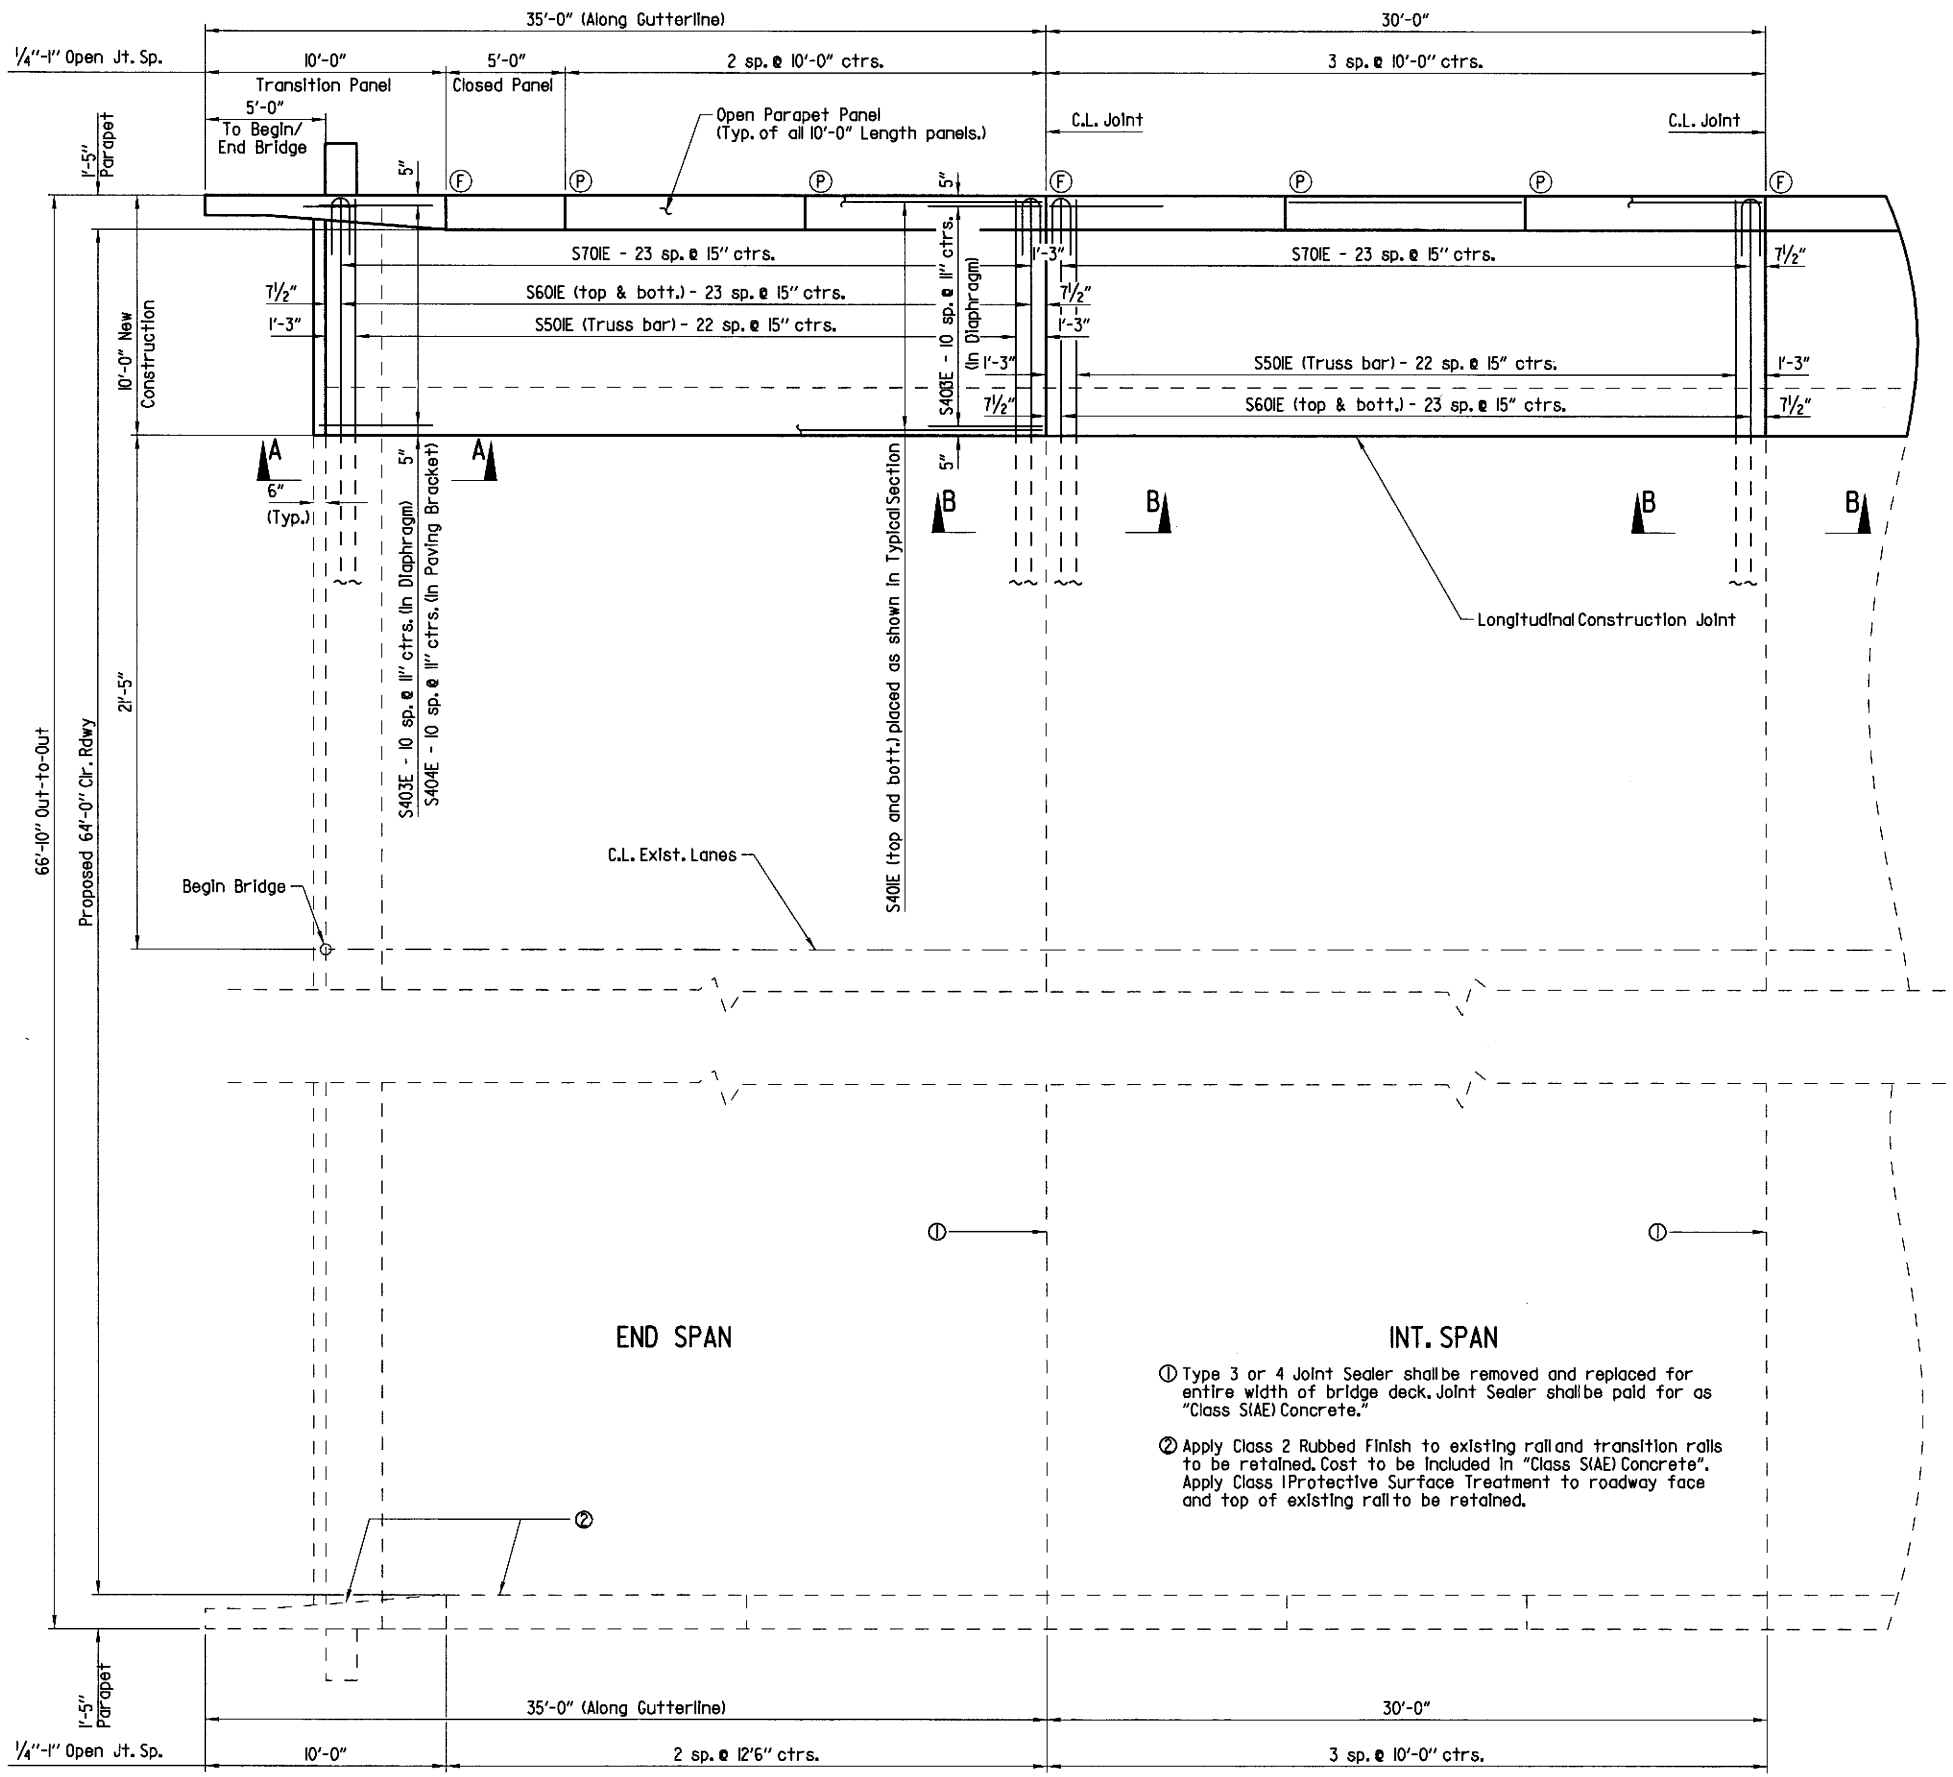 35'-0" (Along Gutterline)
30'-0"
1/4"-1" Open Jt. Sp.
10'-0"
5'-0"
2 sp. @ 10'-0" ctrs.
3 sp. @ 10'-0" ctrs.
Transition Panel
Closed Panel
5'-0"
To Begin/
End Bridge
Open Parapet Panel
(Typ. of all 10'-0" Length panels.)
C.L. Joint
C.L. Joint
1'-5"
Parapet
5"
5"
F
P
P
F
P
P
F
S701E - 23 sp. @ 15" ctrs.
1'-3"
S701E - 23 sp. @ 15" ctrs.
7 1/2"
7 1/2"
S601E (top & bott.) - 23 sp. @ 15" ctrs.
7 1/2"
1'-3"
S501E (Truss bar) - 22 sp. @ 15" ctrs.
1'-3"
10'-0" New
Construction
S403E - 10 sp. @ 11" ctrs.
(In Diaphragm)
1'-3"
S501E (Truss bar) - 22 sp. @ 15" ctrs.
1'-3"
7 1/2"
S601E (top & bott.) - 23 sp. @ 15" ctrs.
7 1/2"
A
A
5"
5"
6"
(Typ.)
B
B
B
B
S403E - 10 sp. @ 11" ctrs. (In Diaphragm)
S404E - 10 sp. @ 11" ctrs. (In Paving Bracket)
S401E (top and bott.) placed as shown in Typical Section
Longitudinal Construction Joint
21'-5"
66'-10" Out-to-Out
Proposed 64'-0" Clr. Rdwy
C.L. Exist. Lanes
Begin Bridge
1
1
END SPAN
INT. SPAN
1 Type 3 or 4 Joint Sealer shall be removed and replaced for
entire width of bridge deck. Joint Sealer shall be paid for as
"Class S(AE) Concrete."
2 Apply Class 2 Rubbed Finish to existing rail and transition rails
to be retained. Cost to be included in "Class S(AE) Concrete".
Apply Class 1 Protective Surface Treatment to roadway face
and top of existing rail to be retained.
2
1'-5"
Parapet
35'-0" (Along Gutterline)
30'-0"
1/4"-1" Open Jt. Sp.
10'-0"
2 sp. @ 12'6" ctrs.
3 sp. @ 10'-0" ctrs.